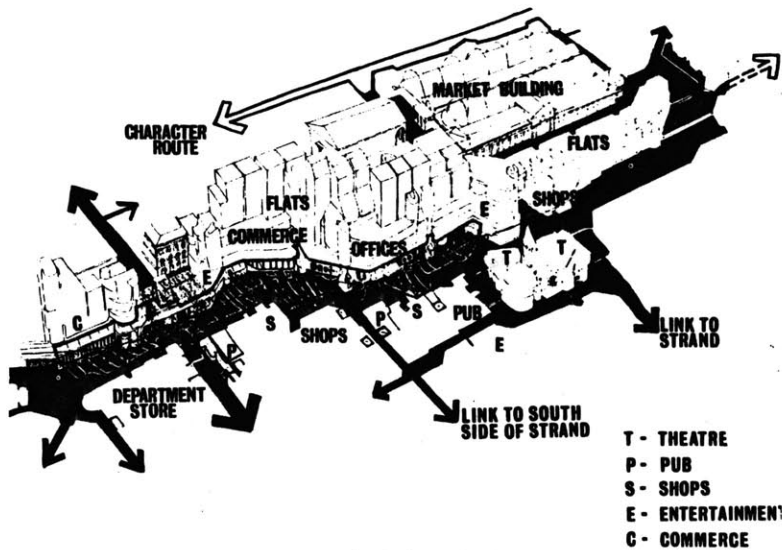 MARKET BUILDING
CHARACTER
ROUTE
FLATS
FLATS
E
SHOPS
COMMERCE
OFFICES
E
T
T
C
S
SHOPS
P
S
PUB
P
E
LINK TO
STRAND
DEPARTMENT
STORE
LINK TO SOUTH
SIDE OF STRAND
T - THEATRE
P - PUB
S - SHOPS
E - ENTERTAINMENT
C - COMMERCE